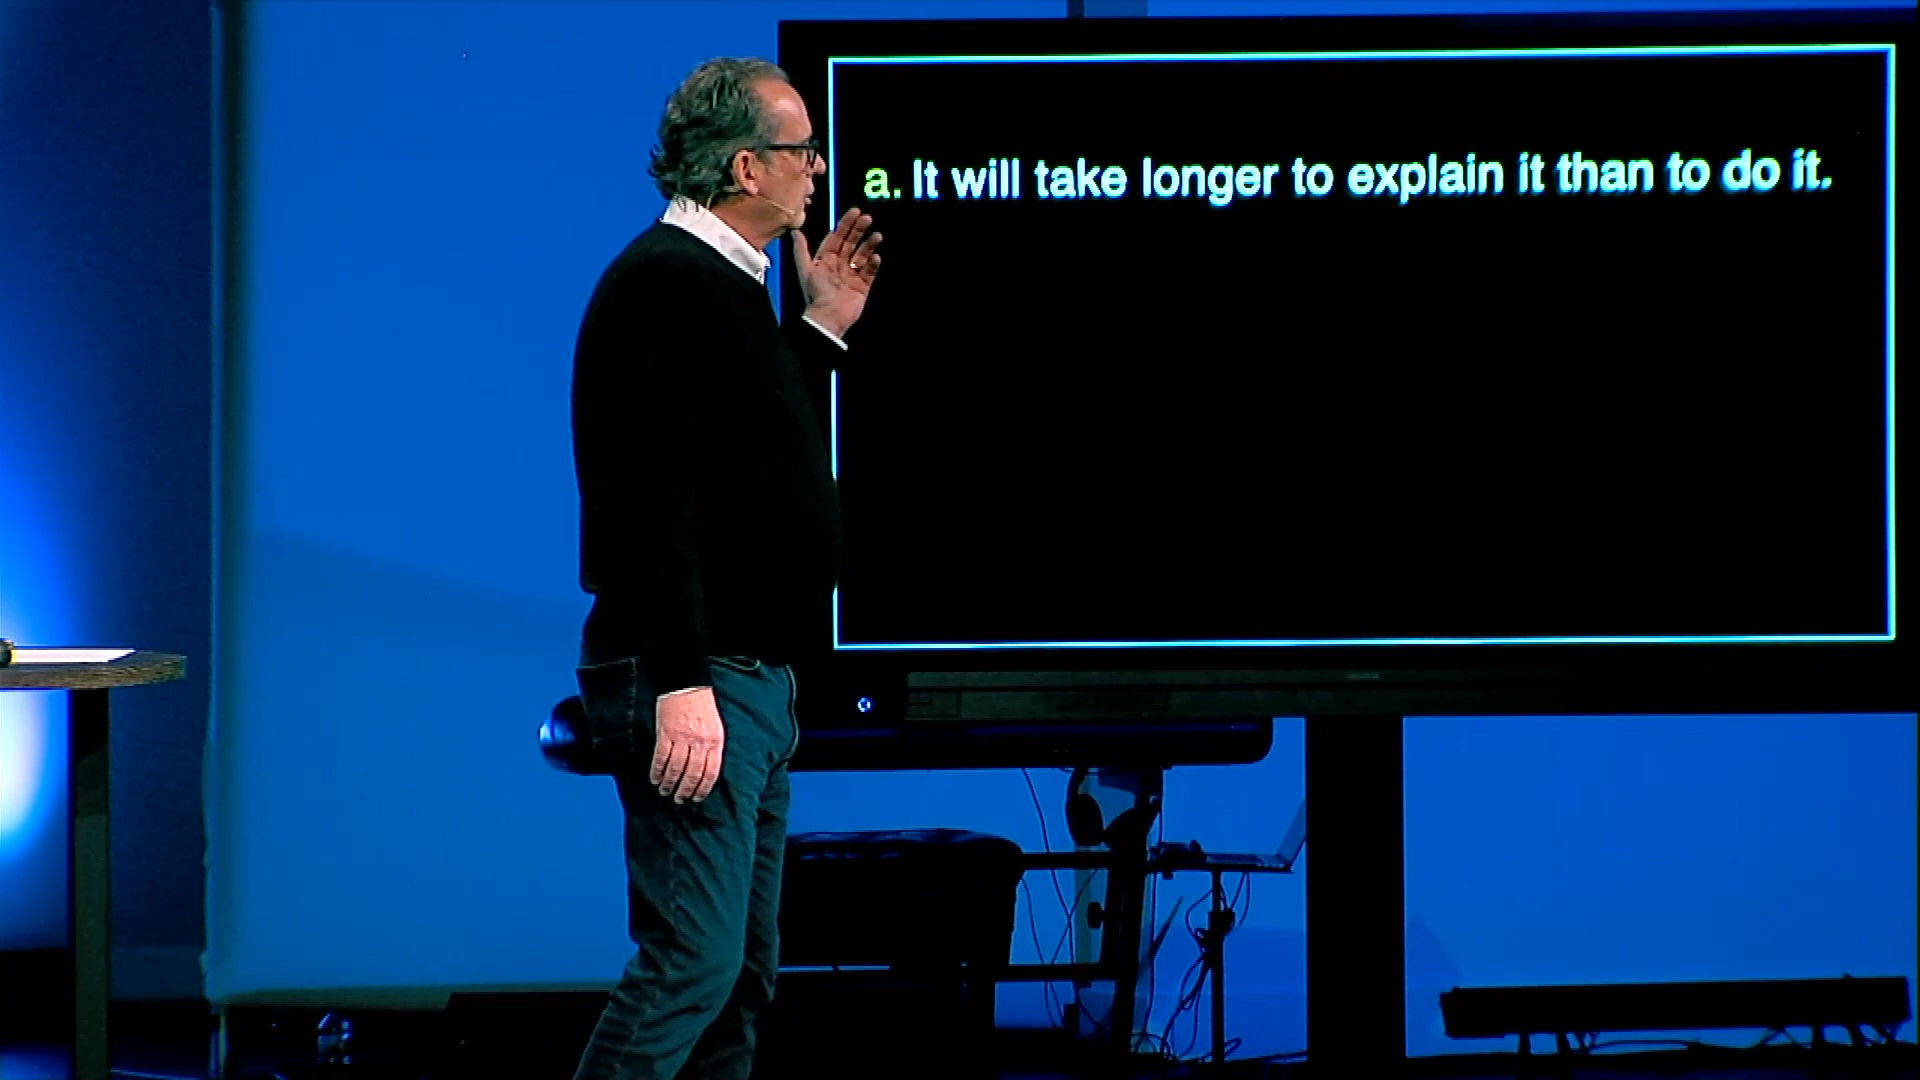 a. It will take longer to explain it than to do it.